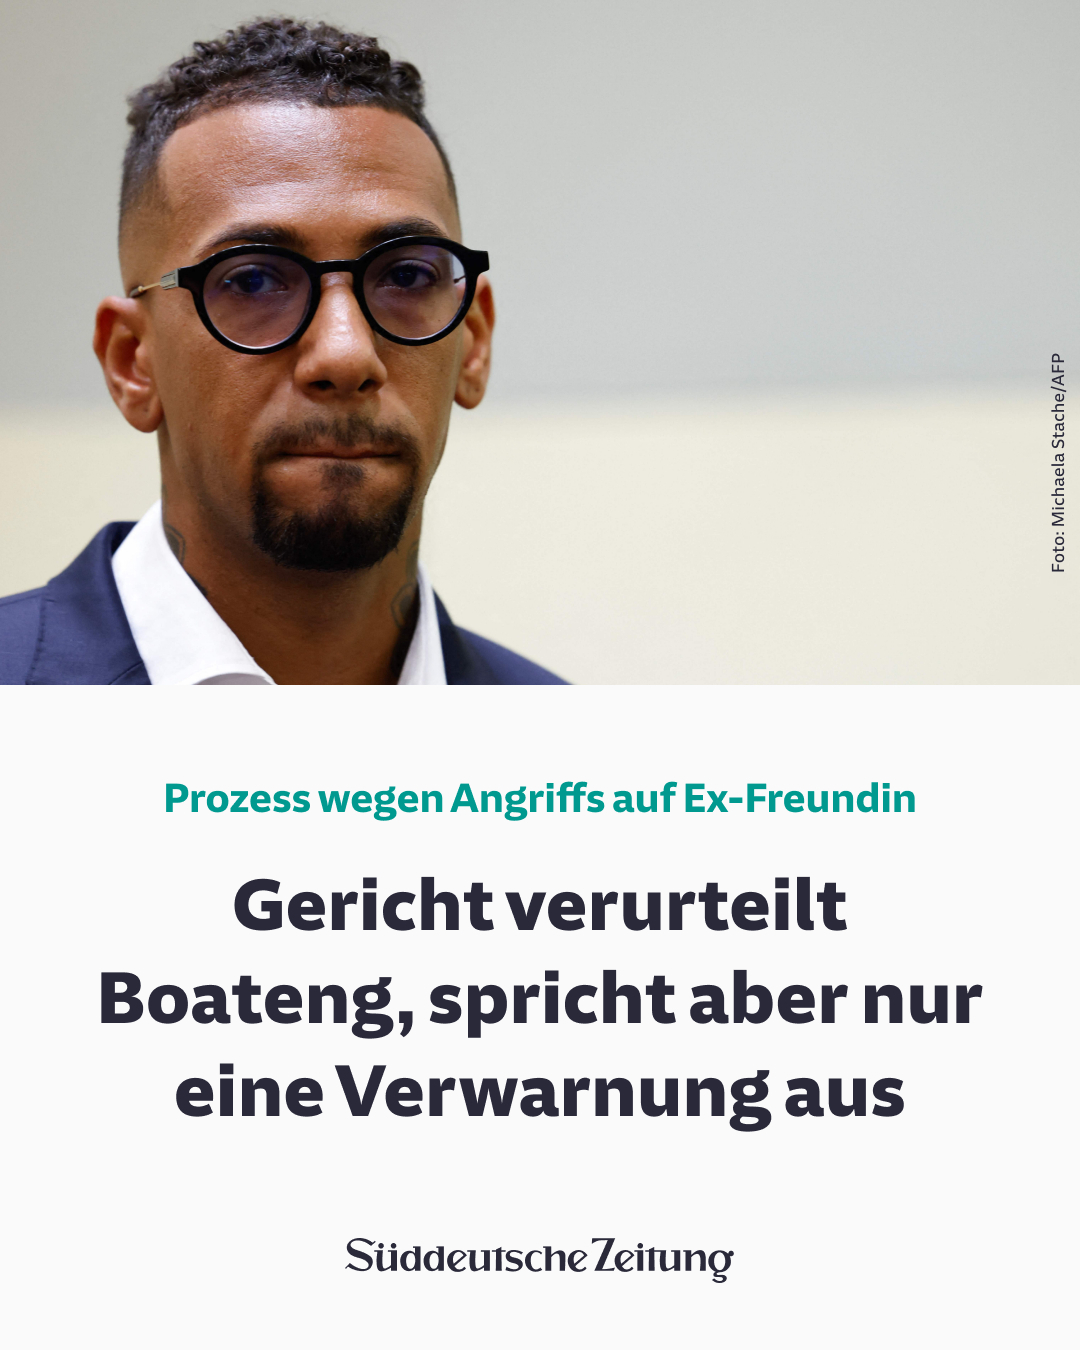 Foto: Michaela Stache/AFP
Prozess wegen Angriffs auf Ex-Freundin
Gericht verurteilt
Boateng, spricht aber nur
eine Verwarnung aus
Süddeutsche Zeitung